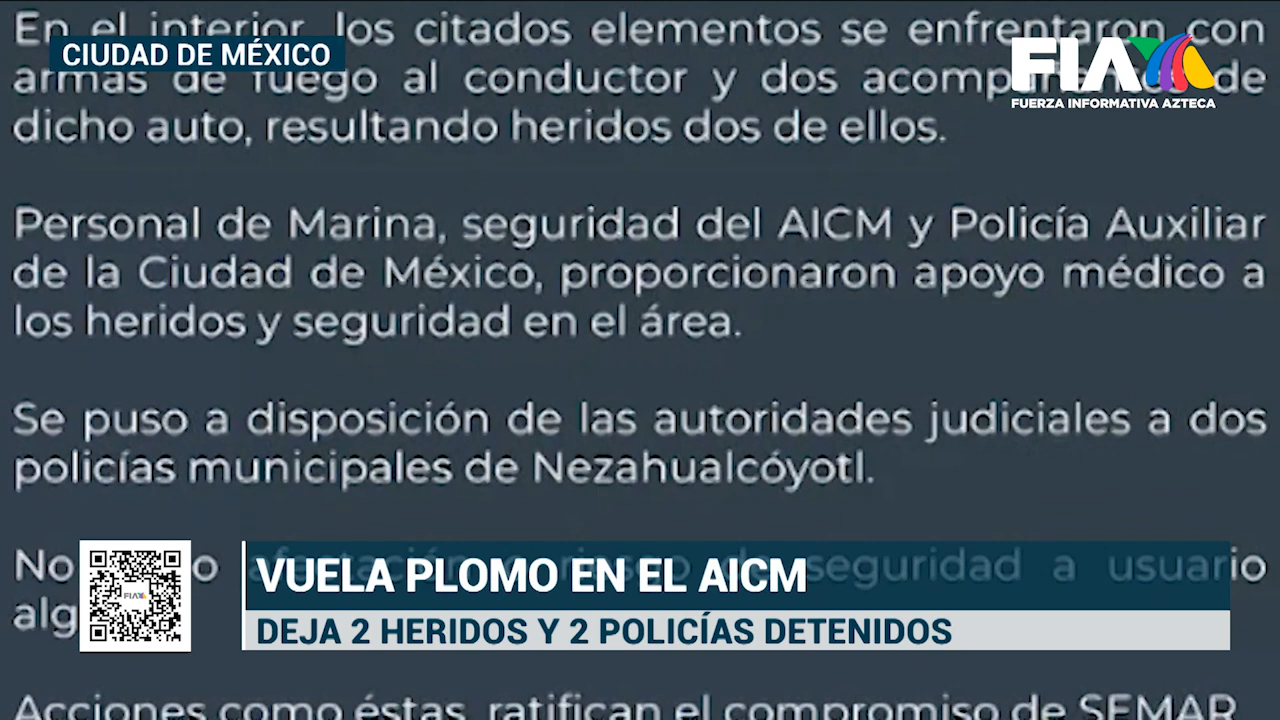 En el interior, los citados elementos se enfrentaron con
CIUDAD DE MÉXICO
armas de fuego al conductor y dos de
FIA
FUERZA INFORMATIVA AZTECA
dicho auto, resultando heridos dos de ellos.
Personal de Marina, seguridad del AICM y Policía Auxiliar
de la Ciudad de México, proporcionaron apoyo médico a
los heridos y seguridad en el área.
Se puso a disposición de las autoridades judiciales a dos
policías municipales de Nezahualcóyotl.
No afectación o riesgo de seguridad a usuario
FIA
VUELA PLOMO EN EL AICM
DEJA 2 HERIDOS Y 2 POLICÍAS DETENIDOS
Acciones como éstas, ratifican el compromiso de SEMAR